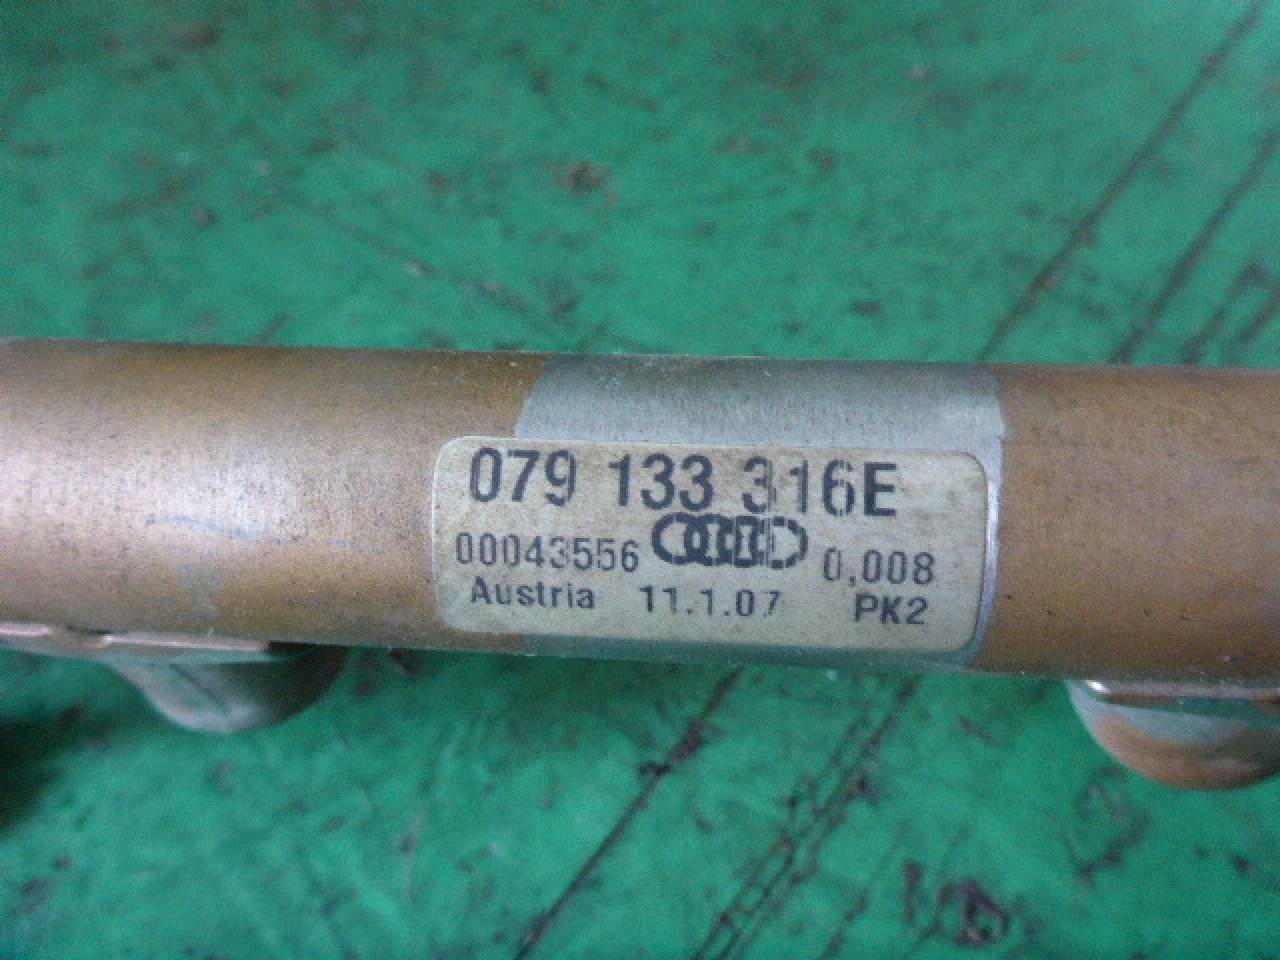 079 133 316E
00043556 0,008
Austria 11.1.07 PK2